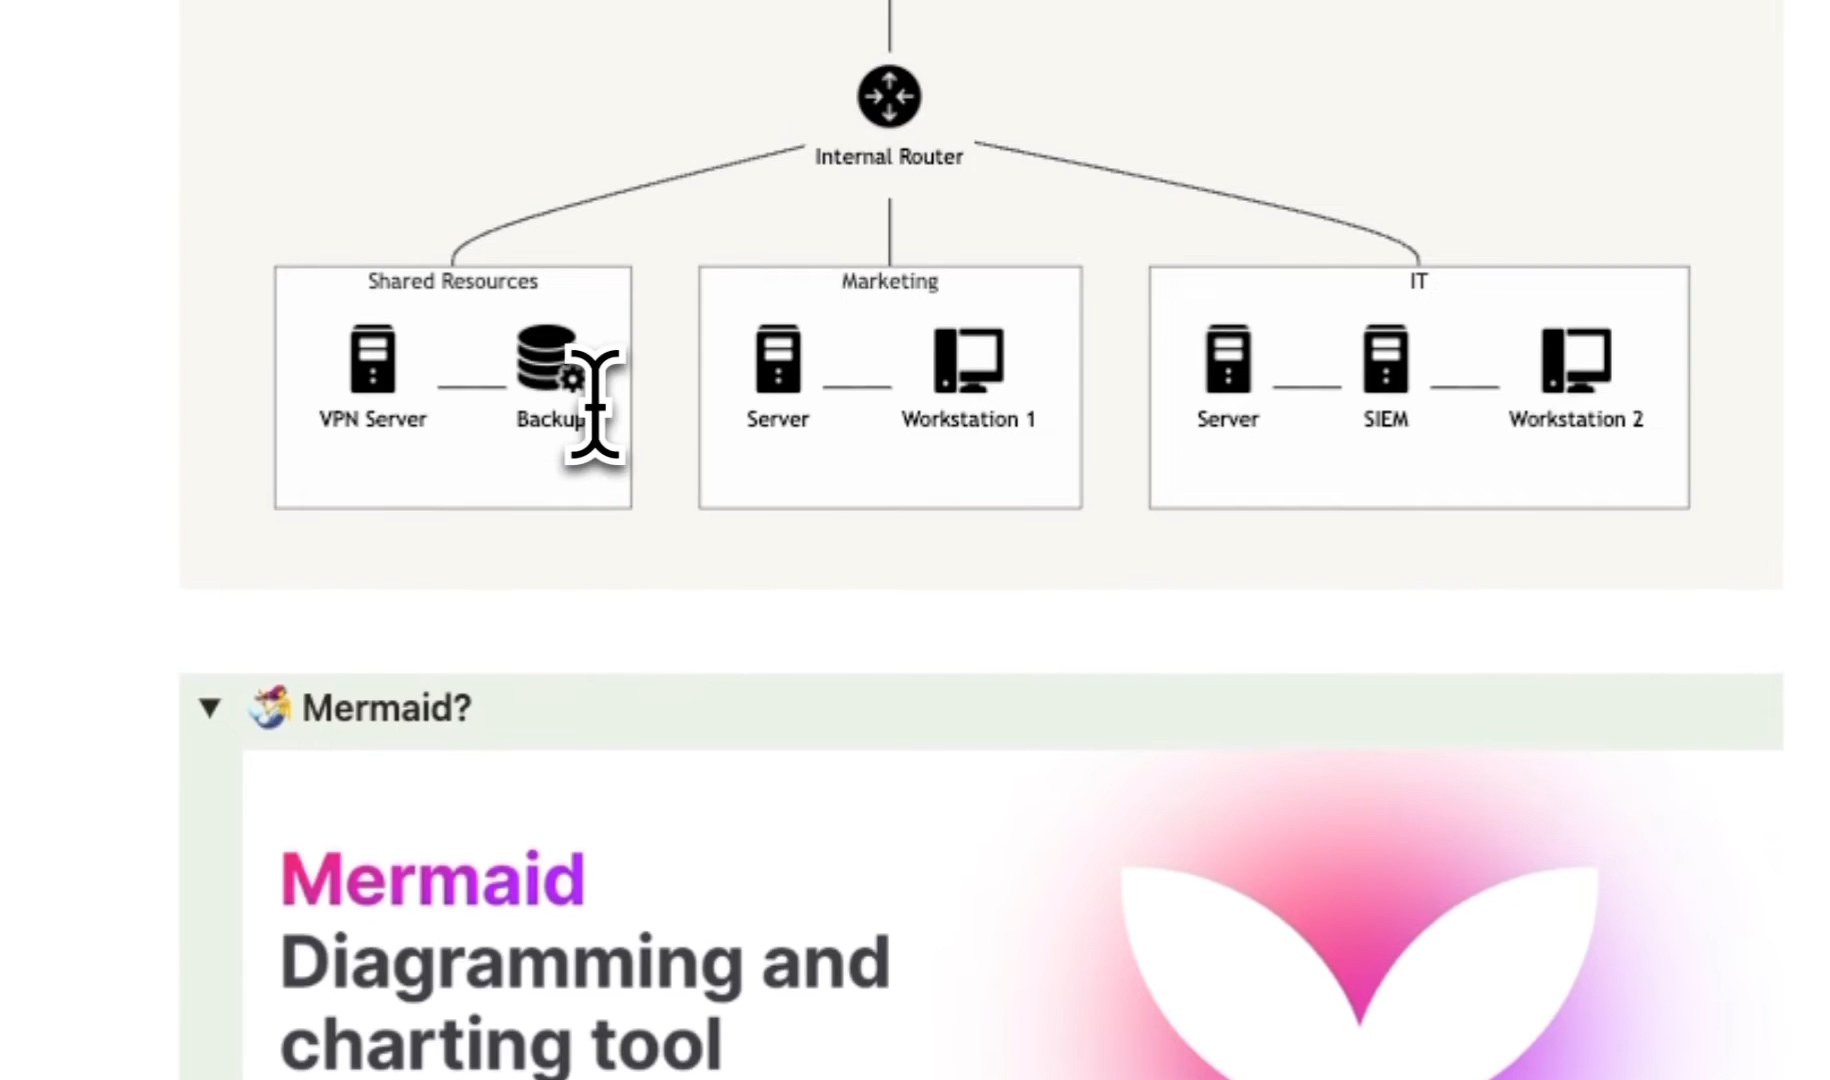 Internal Router
Shared Resources
Marketing
IT
VPN Server
Backup
Server
Workstation 1
Server
SIEM
Workstation 2
Mermaid?
Mermaid
Diagramming and
charting tool